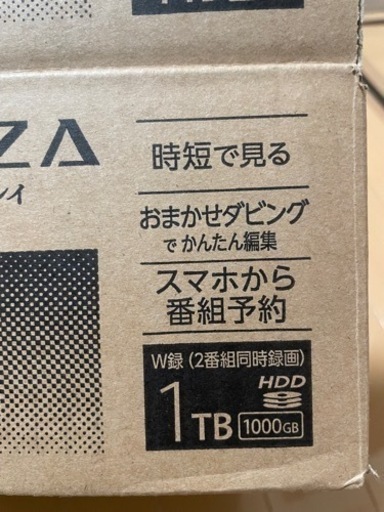 ZA
時短で見る
おまかせダビング
で かんたん編集
スマホから
番組予約
W録（2番組同時録画）
1TB HDD
1000GB